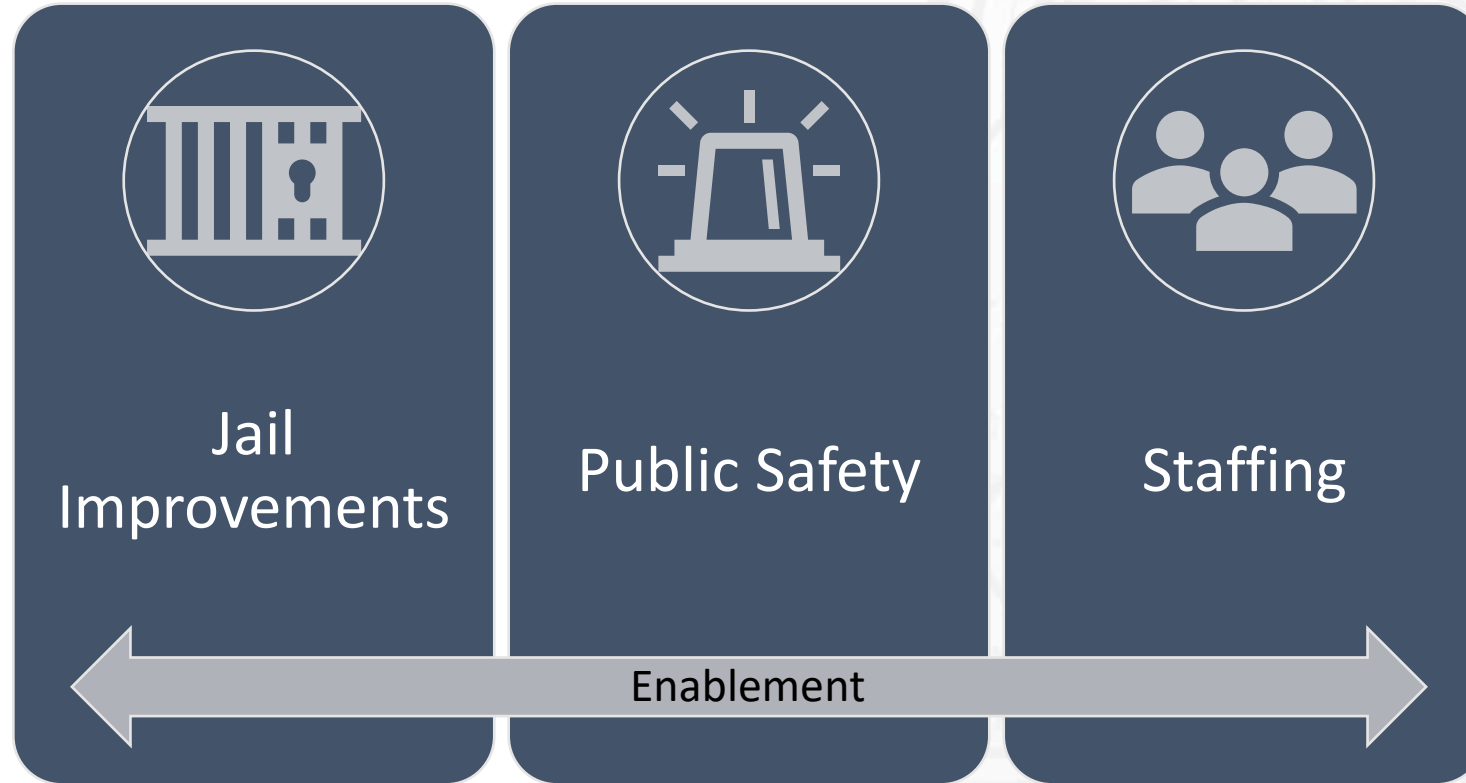 Jail
Improvements
Public Safety
Staffing
Enablement